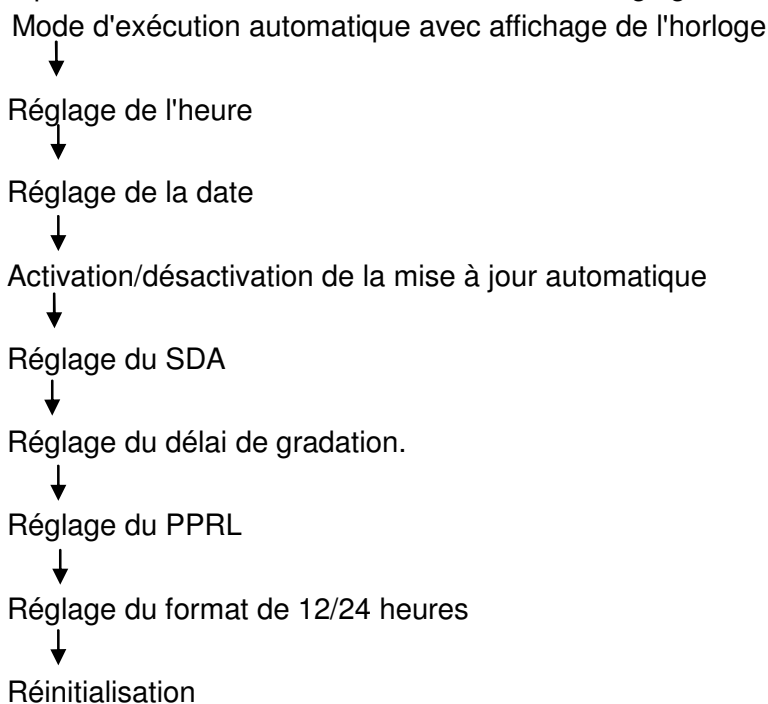 Mode d'exécution automatique avec affichage de l'horloge
Réglage de l'heure
Réglage de la date
Activation/désactivation de la mise à jour automatique
Réglage du SDA
Réglage du délai de gradation.
Réglage du PPRL
Réglage du format de 12/24 heures
Réinitialisation